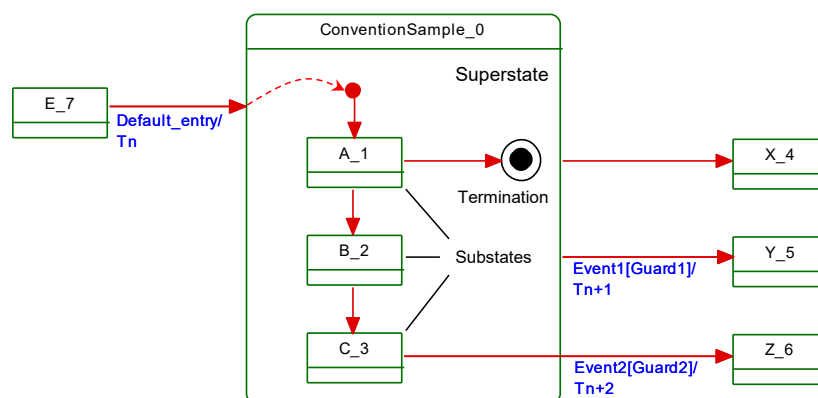 ConventionSample_0
Superstate
E_7
Default_entry/
Tn
A_1
X_4
Termination
B_2
Substates
Y_5
Event1[Guard1]/
Tn+1
C_3
Z_6
Event2[Guard2]/
Tn+2